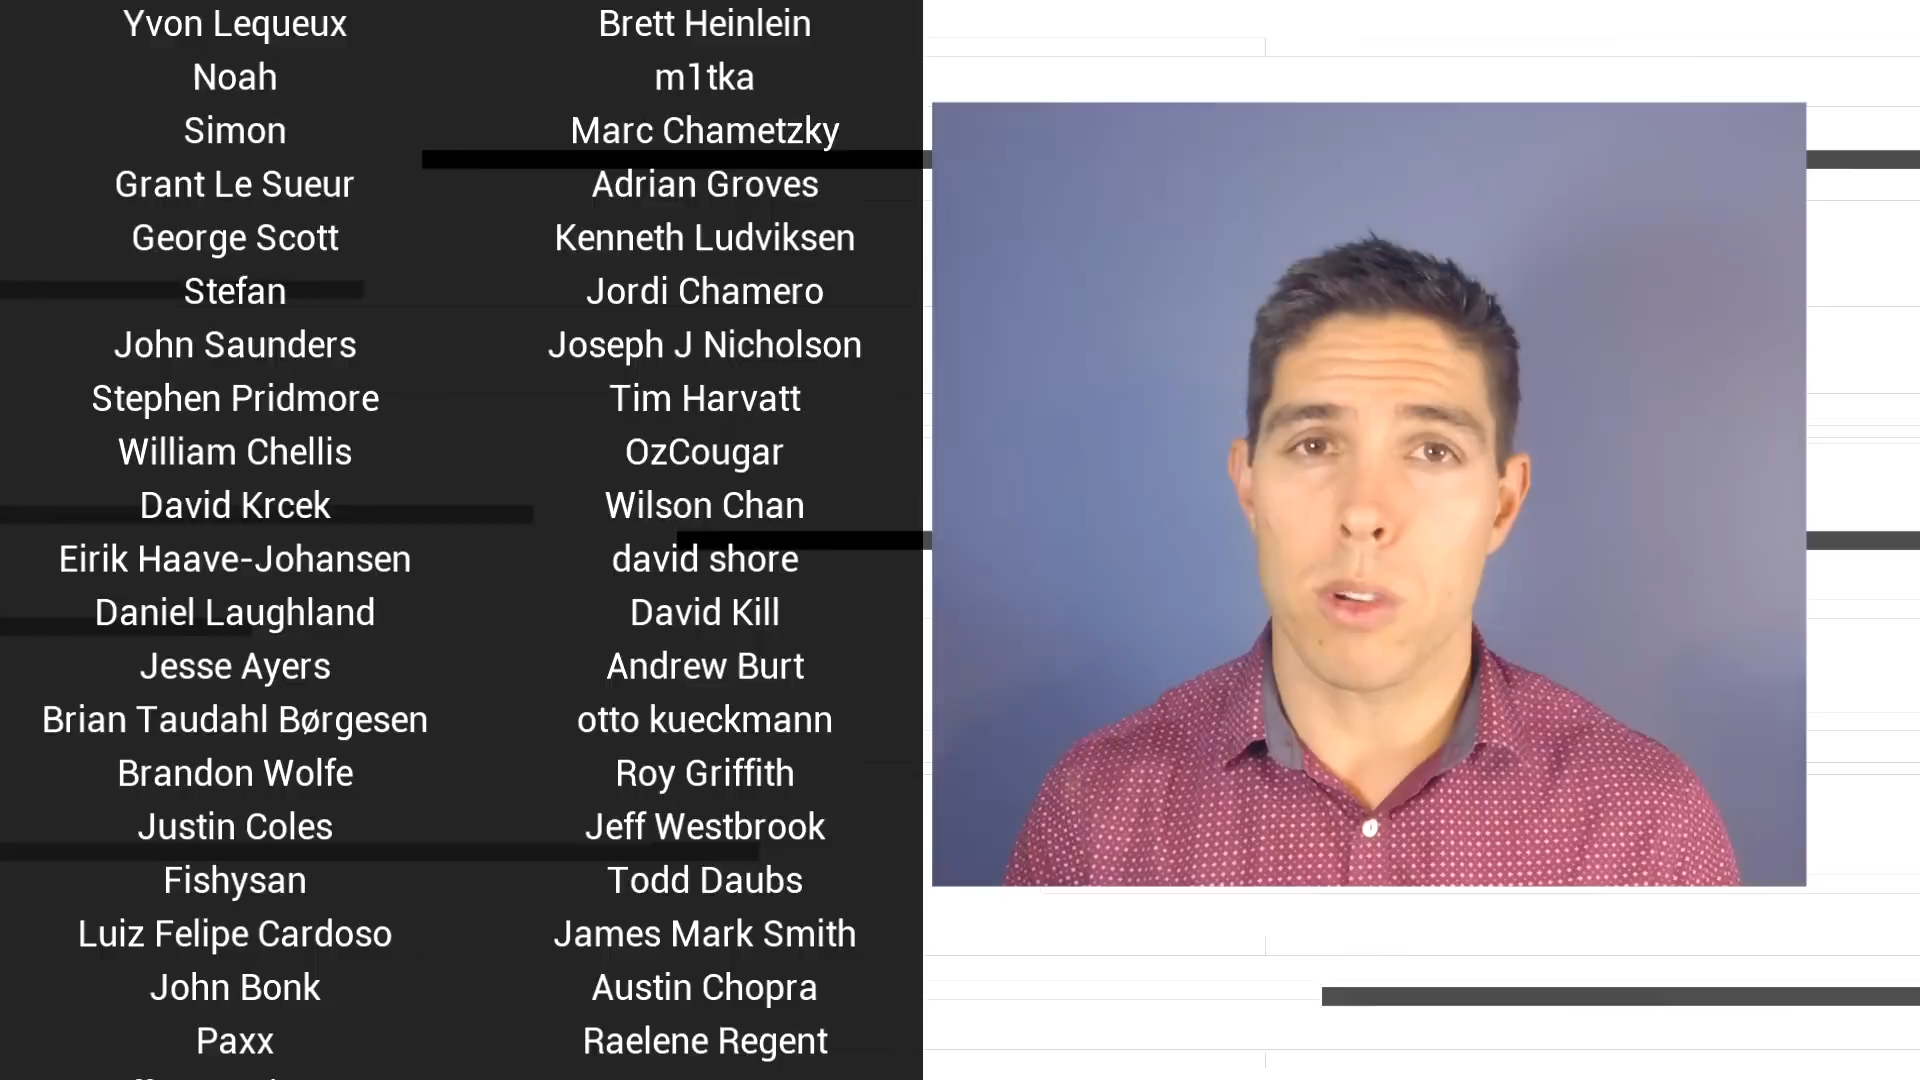 Yvon Lequeux
Noah
Simon
Grant Le Sueur
George Scott
Stefan
John Saunders
Stephen Pridmore
William Chellis
David Krcek
Eirik Haave-Johansen
Daniel Laughland
Jesse Ayers
Brian Taudahl Børgesen
Brandon Wolfe
Justin Coles
Fishysan
Luiz Felipe Cardoso
John Bonk
Paxx
Brett Heinlein
m1tka
Marc Chametzky
Adrian Groves
Kenneth Ludviksen
Jordi Chamero
Joseph J Nicholson
Tim Harvatt
OzCougar
Wilson Chan
david shore
David Kill
Andrew Burt
otto kueckmann
Roy Griffith
Jeff Westbrook
Todd Daubs
James Mark Smith
Austin Chopra
Raelene Regent